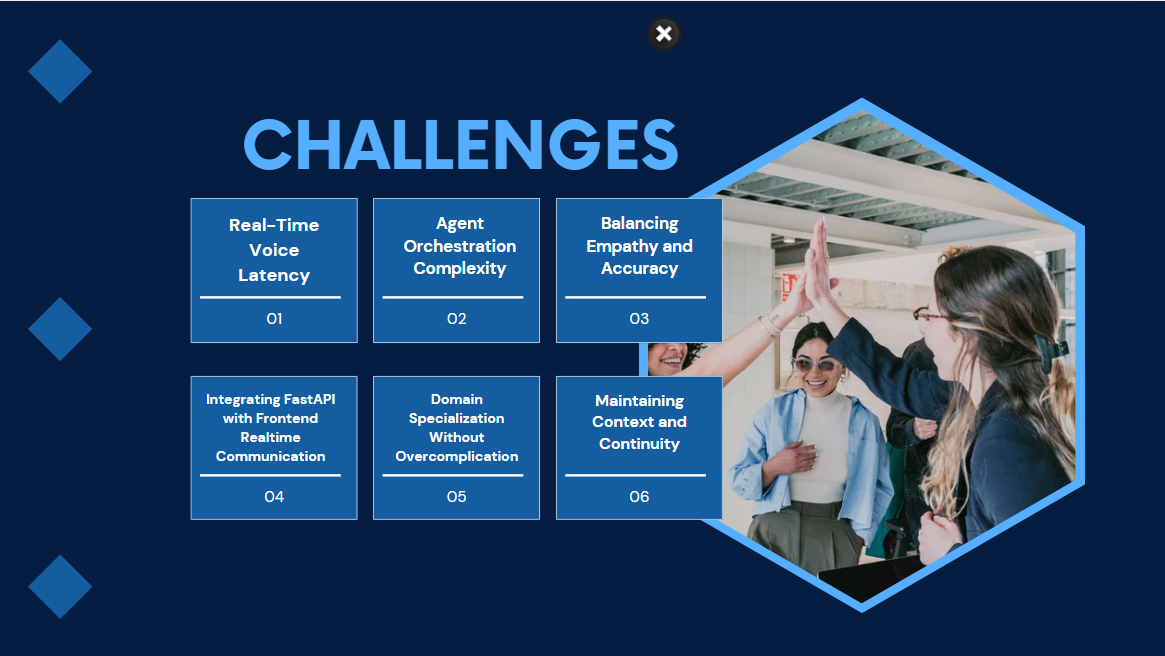 CHALLENGES
Real-Time
Voice
Latency
01
Agent
Orchestration
Complexity
02
Balancing
Empathy and
Accuracy
03
Integrating FastAPI
with Frontend
Realtime
Communication
04
Domain
Specialization
Without
Overcomplication
05
Maintaining
Context and
Continuity
06